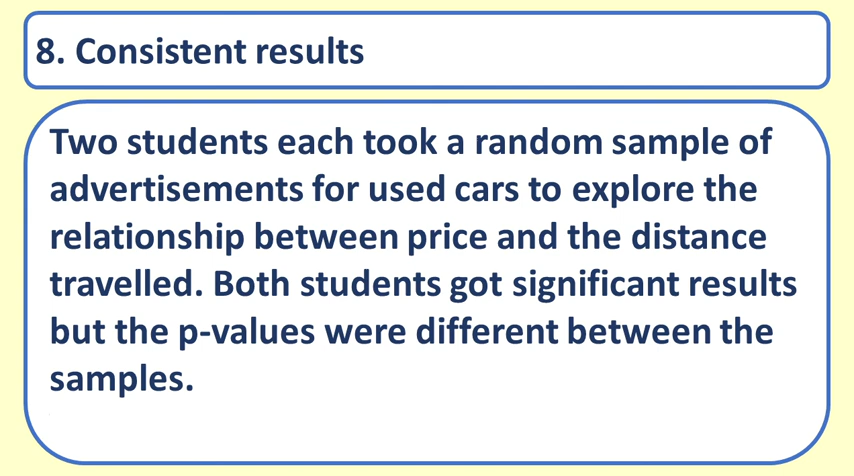 8. Consistent results
Two students each took a random sample of
advertisements for used cars to explore the
relationship between price and the distance
travelled. Both students got significant results
but the p-values were different between the
samples.